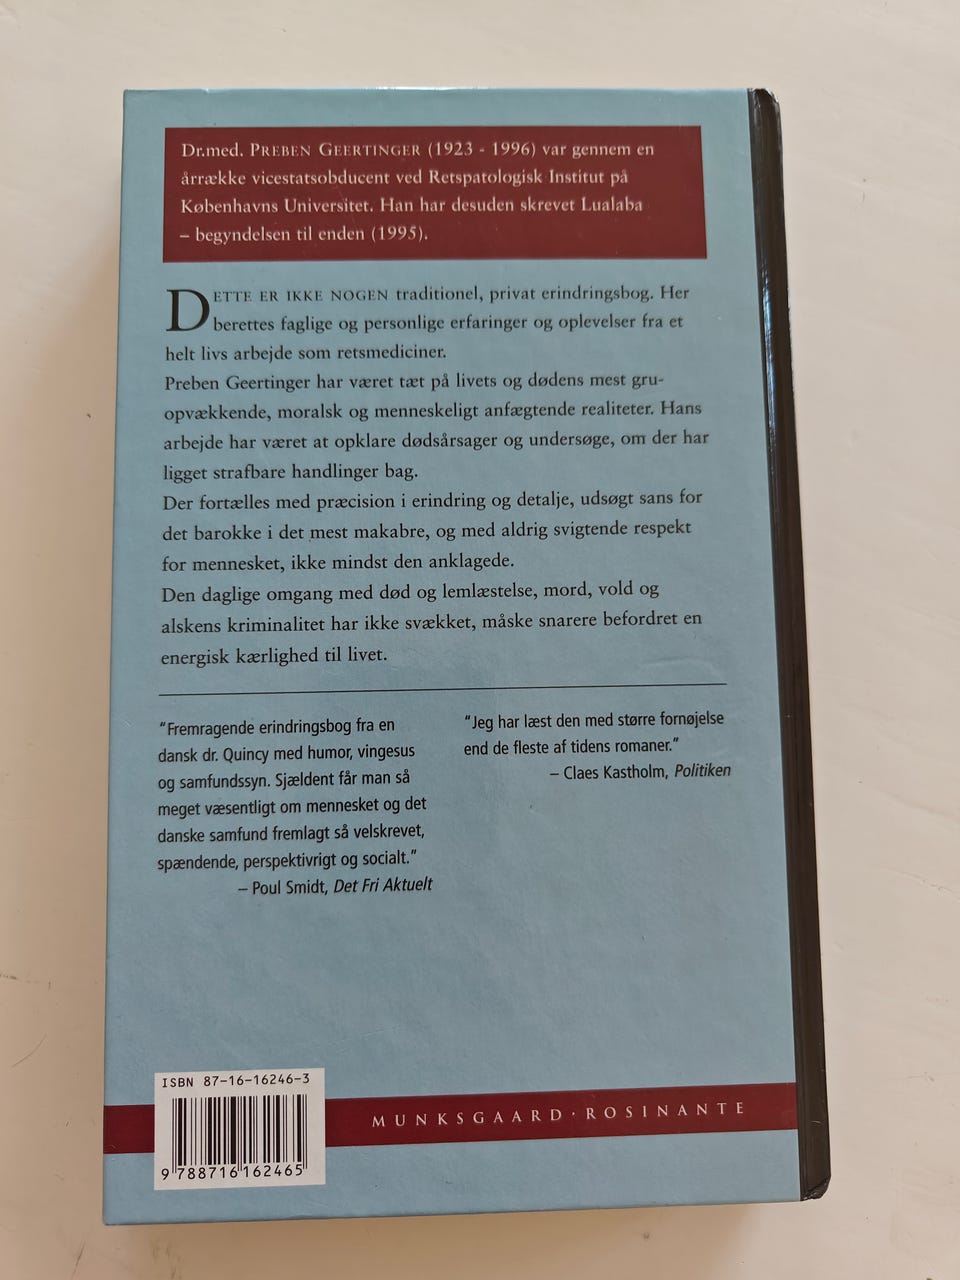 Dr.med. PREBEN GEERTINGER (1923 - 1996) var gennem en
årrække vicestatsobducent ved Retspatologisk Institut på
Københavns Universitet. Han har desuden skrevet Lualaba
– begyndelsen til enden (1995).
DETTE ER IKKE NOGEN traditionel, privat erindringsbog. Her
berettes faglige og personlige erfaringer og oplevelser fra et
helt livs arbejde som retsmediciner.
Preben Geertinger har været tæt på livets og dødens mest gru-
opvækkende, moralsk og menneskeligt anfægtende realiteter. Hans
arbejde har været at opklare dødsårsager og undersøge, om der har
ligget strafbare handlinger bag.
Der fortælles med præcision i erindring og detalje, udsøgt sans for
det barokke i det mest makabre, og med aldrig svigtende respekt
for mennesket, ikke mindst den anklagede.
Den daglige omgang med død og lemlæstelse, mord, vold og
alskens kriminalitet har ikke svækket, måske snarere befordret en
energisk kærlighed til livet.
"Fremragende erindringsbog fra en
dansk dr. Quincy med humor, vingesus
og samfundssyn. Sjældent får man så
meget væsentligt om mennesket og det
danske samfund fremlagt så velskrevet,
spændende, perspektivrigt og socialt."
– Poul Smidt, Det Fri Aktuelt
"Jeg har læst den med større fornøjelse
end de fleste af tidens romaner."
– Claes Kastholm, Politiken
ISBN 87-16-16246-3
9 788716 162465
MUNKSGAARD · ROSINANTE